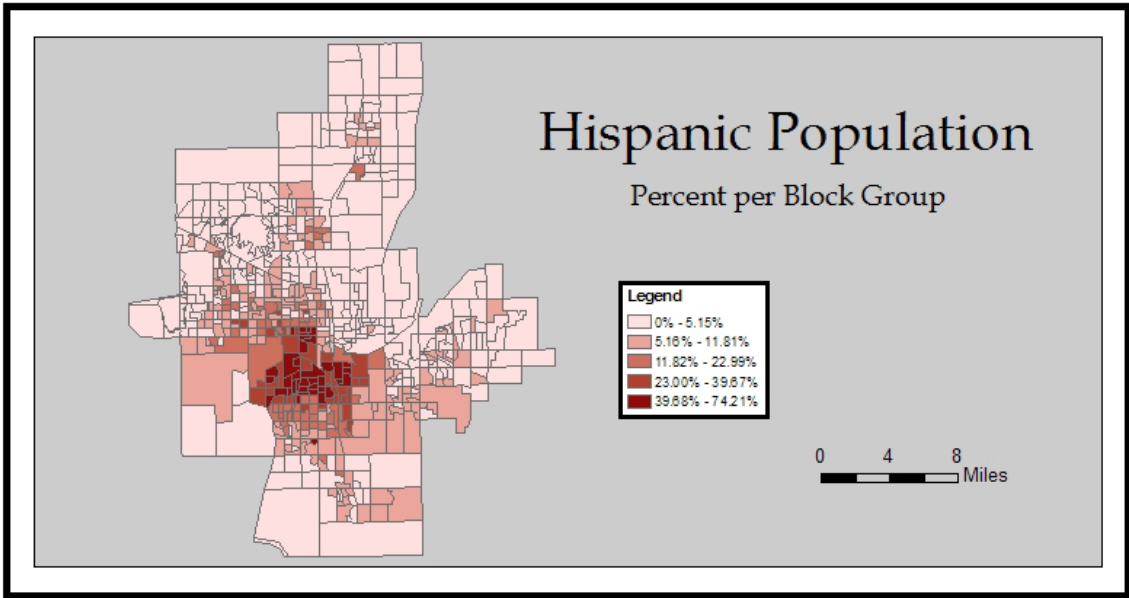 Hispanic Population
Percent per Block Group
Legend
0% - 5.15%
5.16% - 11.81%
11.82% - 22.99%
23.00% - 39.67%
39.68% - 74.21%
0 4 8
Miles